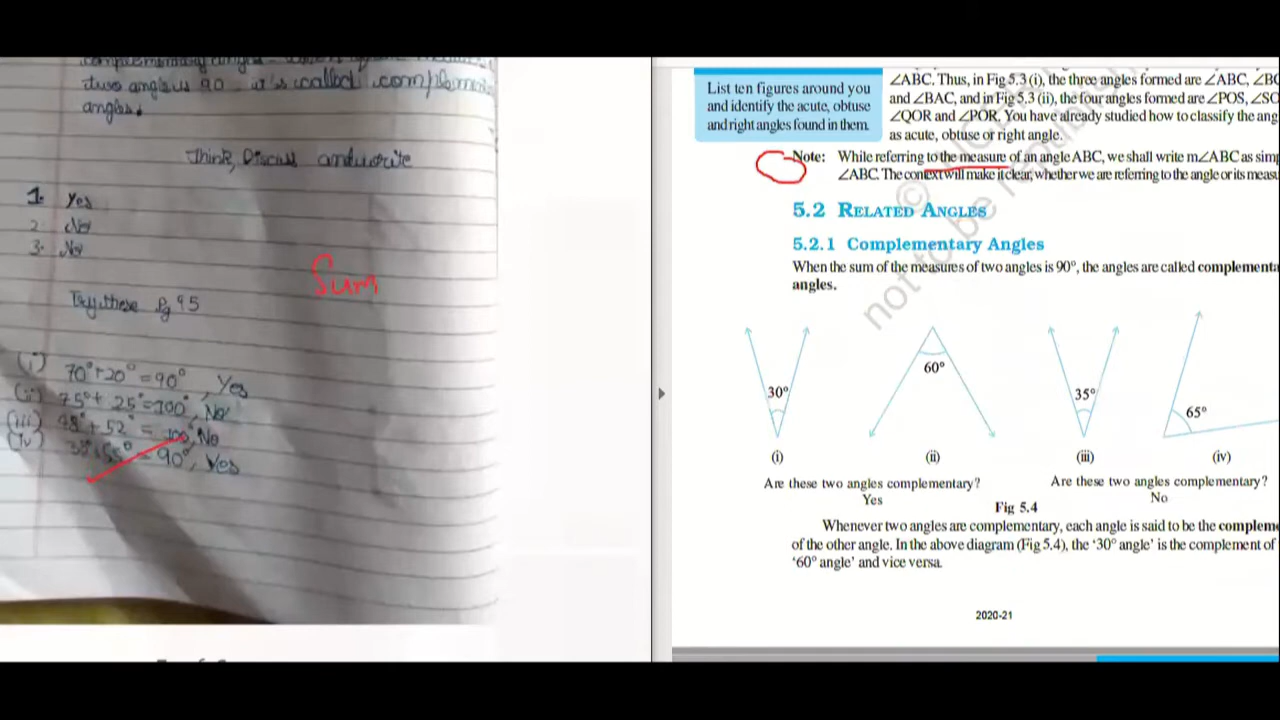 two angles 90 it's called complementa
angles.
Think, Discuss and write
1. Yes
2. No
3. No
Sum
Try these Pg 95
(i) 70°+20°=90°, Yes
(ii) 75°+ 25°=100°, No
(iii) 48°+52° = 100°, No
(iv) 35°+55° = 90°, Yes
List ten figures around you
and identify the acute, obtuse
and right angles found in them.
∠ABC. Thus, in Fig 5.3 (i), the three angles formed are ∠ABC, ∠BC
and ∠BAC, and in Fig 5.3 (ii), the four angles formed are ∠POS, ∠SO
∠QOR and ∠POR. You have already studied how to classify the ang
as acute, obtuse or right angle.
Note: While referring to the measure of an angle ABC, we shall write m∠ABC as simp
∠ABC. The context will make it clear, whether we are referring to the angle or its measu
5.2 RELATED ANGLES
5.2.1 Complementary Angles
When the sum of the measures of two angles is 90°, the angles are called complementa
angles.
30° 60° 35° 65°
(i) (ii) (iii) (iv)
Are these two angles complementary? Are these two angles complementary?
Yes No
Fig 5.4
Whenever two angles are complementary, each angle is said to be the compleme
of the other angle. In the above diagram (Fig 5.4), the '30° angle' is the complement of
'60° angle' and vice versa.
2020-21
not to be republis